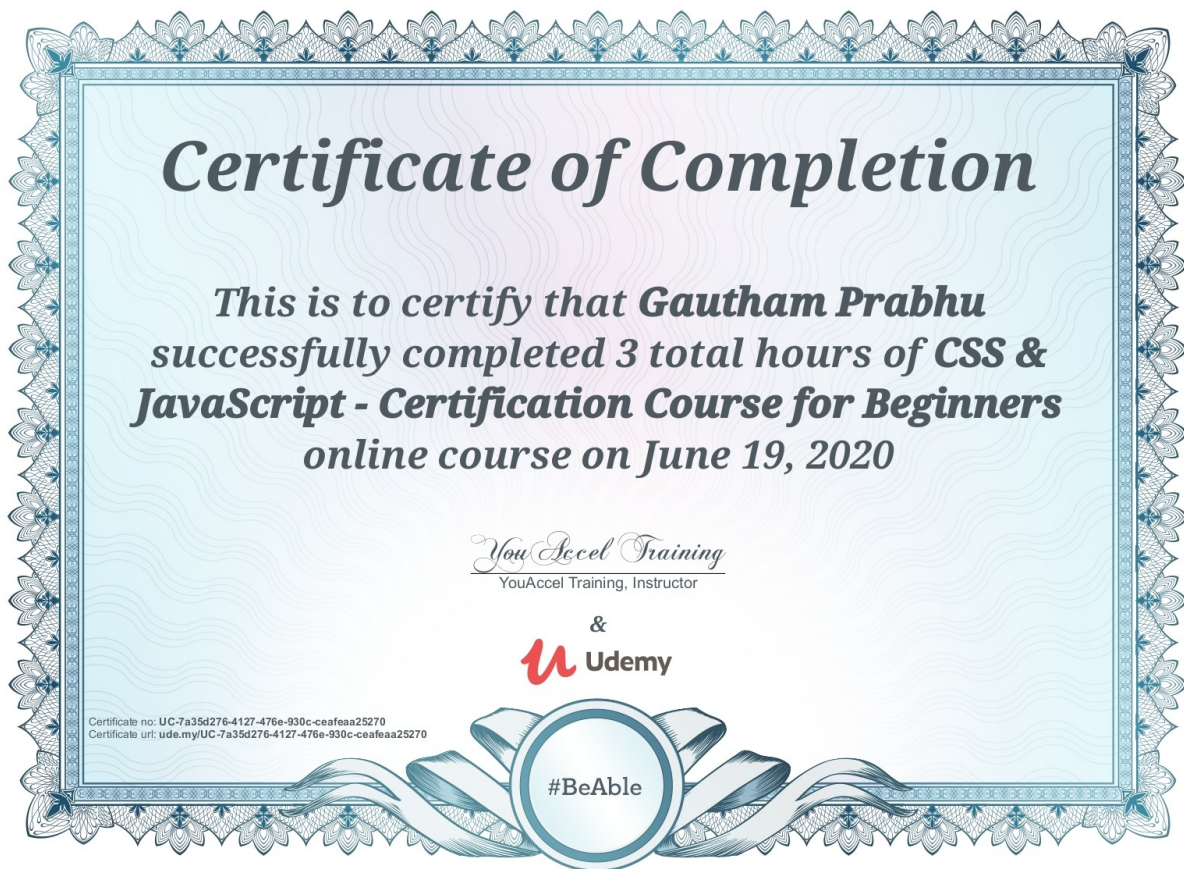 Certificate of Completion
This is to certify that Gautham Prabhu
successfully completed 3 total hours of CSS &
JavaScript - Certification Course for Beginners
online course on June 19, 2020
YouAccel Training
YouAccel Training, Instructor
&
Udemy
Certificate no: UC-7a35d276-4127-476e-930c-ceafeaa25270
Certificate url: ude.my/UC-7a35d276-4127-476e-930c-ceafeaa25270
#BeAble